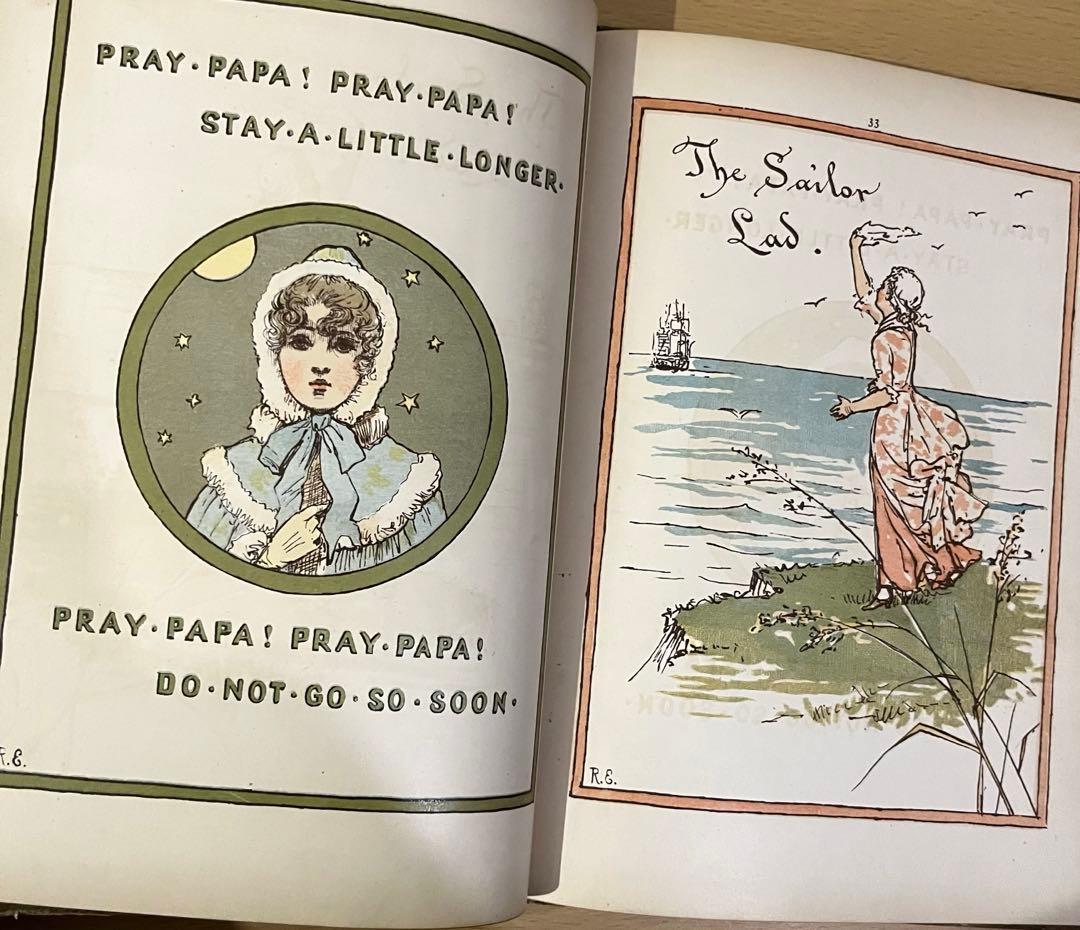 PRAY·PAPA! PRAY·PAPA!
STAY·A·LITTLE·LONGER.
PRAY·PAPA! PRAY·PAPA!
DO·NOT·GO·SO·SOON·
R.E.
33
The Sailor
Lad.
R.E.